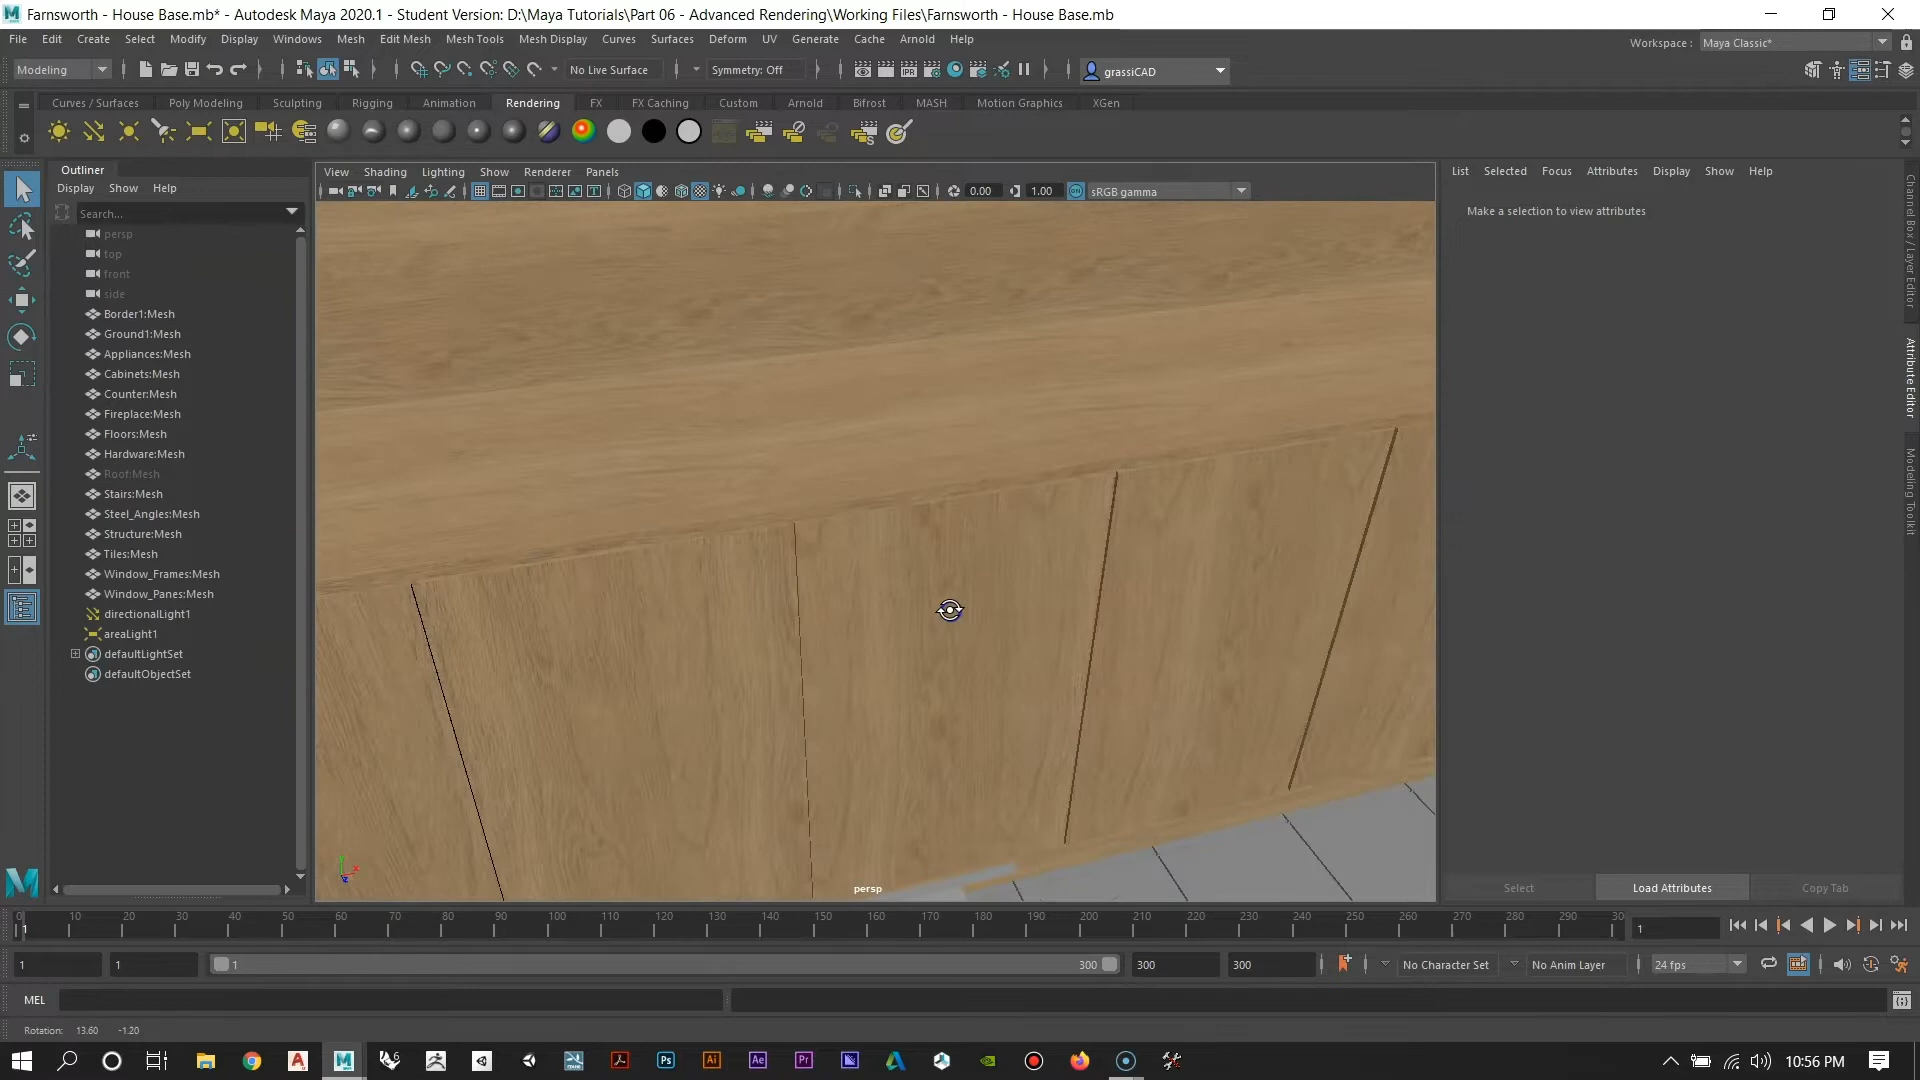 Farnsworth - House Base.mb* - Autodesk Maya 2020.1 - Student Version: D:\Maya Tutorials\Part 06 - Advanced Rendering\Working Files\Farnsworth - House Base.mb
File Edit Create Select Modify Display Windows Mesh Edit Mesh Mesh Tools Mesh Display Curves Surfaces Deform UV Generate Cache Arnold Help
Workspace : Maya Classic*
Modeling No Live Surface Symmetry: Off IPR grassiCAD
Curves / Surfaces Poly Modeling Sculpting Rigging Animation Rendering FX FX Caching Custom Arnold Bifrost MASH Motion Graphics XGen
Outliner
Display Show Help
Search...
persp
top
front
side
Border1:Mesh
Ground1:Mesh
Appliances:Mesh
Cabinets:Mesh
Counter:Mesh
Fireplace:Mesh
Floors:Mesh
Hardware:Mesh
Roof:Mesh
Stairs:Mesh
Steel_Angles:Mesh
Structure:Mesh
Tiles:Mesh
Window_Frames:Mesh
Window_Panes:Mesh
directionalLight1
areaLight1
defaultLightSet
defaultObjectSet
View Shading Lighting Show Renderer Panels
0.00 1.00 sRGB gamma
persp
List Selected Focus Attributes Display Show Help
Make a selection to view attributes
Channel Box / Layer Editor
Attribute Editor
Modeling Toolkit
Select Load Attributes Copy Tab
0 10 20 30 40 50 60 70 80 90 100 110 120 130 140 150 160 170 180 190 200 210 220 230 240 250 260 270 280 290 30
1 1
1 1 1 300 300 300 No Character Set No Anim Layer 24 fps
MEL
Rotation: 13.60 -1.20
10:56 PM